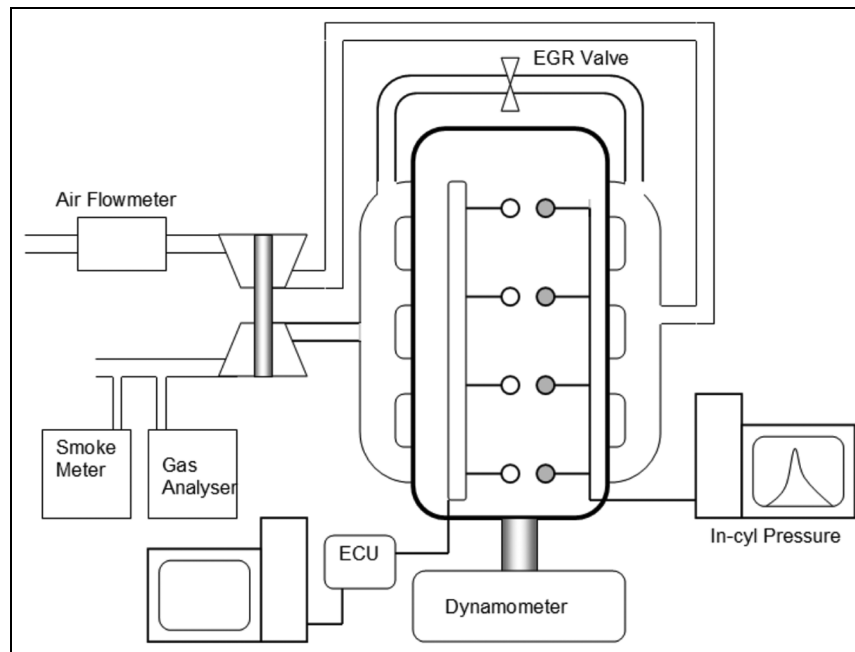 EGR Valve
Air Flowmeter
Smoke
Meter
Gas
Analyser
In-cyl Pressure
ECU
Dynamometer